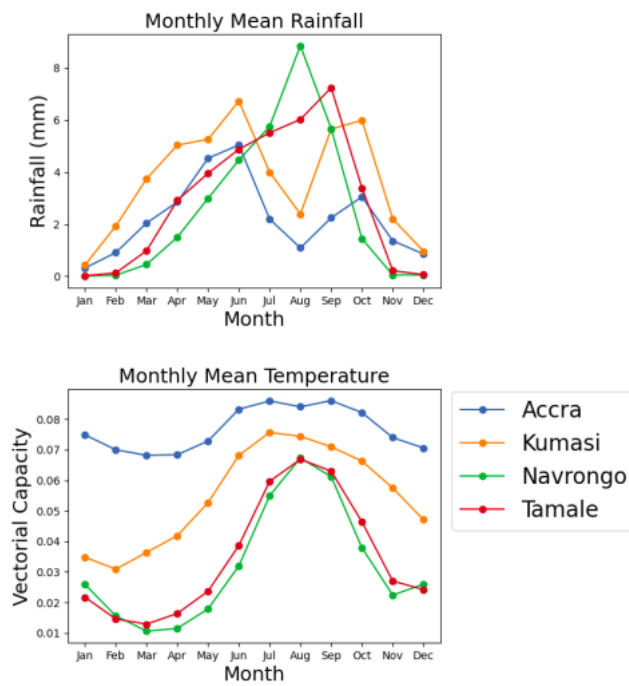 Monthly Mean Rainfall
Rainfall (mm)
8
6
4
2
0
Jan Feb Mar Apr May Jun Jul Aug Sep Oct Nov Dec
Month
Monthly Mean Temperature
Vectorial Capacity
0.08
0.07
0.06
0.05
0.04
0.03
0.02
0.01
Jan Feb Mar Apr May Jun Jul Aug Sep Oct Nov Dec
Month
Accra
Kumasi
Navrongo
Tamale